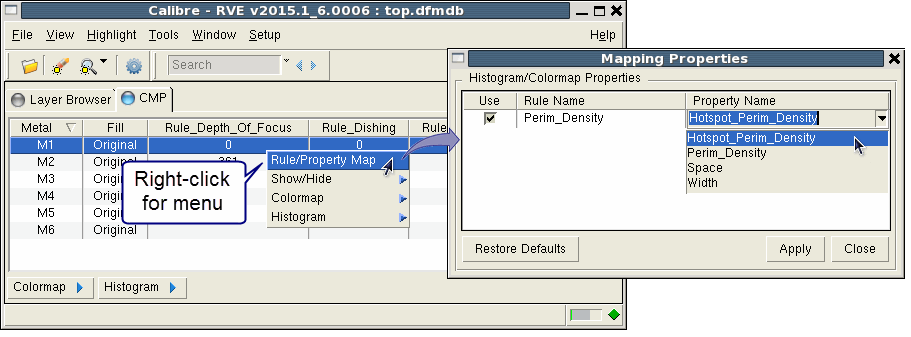 Calibre - RVE v2015.1_6.0006 : top.dfmdb
File View Highlight Tools Window Setup Help
Search
Layer Browser CMP
Metal Fill Rule_Depth_Of_Focus Rule_Dishing Rule
M1 Original 0 0
M2 Original 361
M3 Origi
M4 Origi
M5 Origi
M6 Original
Right-click
for menu
Rule/Property Map
Show/Hide
Colormap
Histogram
Colormap Histogram
Mapping Properties
Histogram/Colormap Properties
Use Rule Name Property Name
Perim_Density Hotspot_Perim_Density
Hotspot_Perim_Density
Perim_Density
Space
Width
Restore Defaults Apply Close